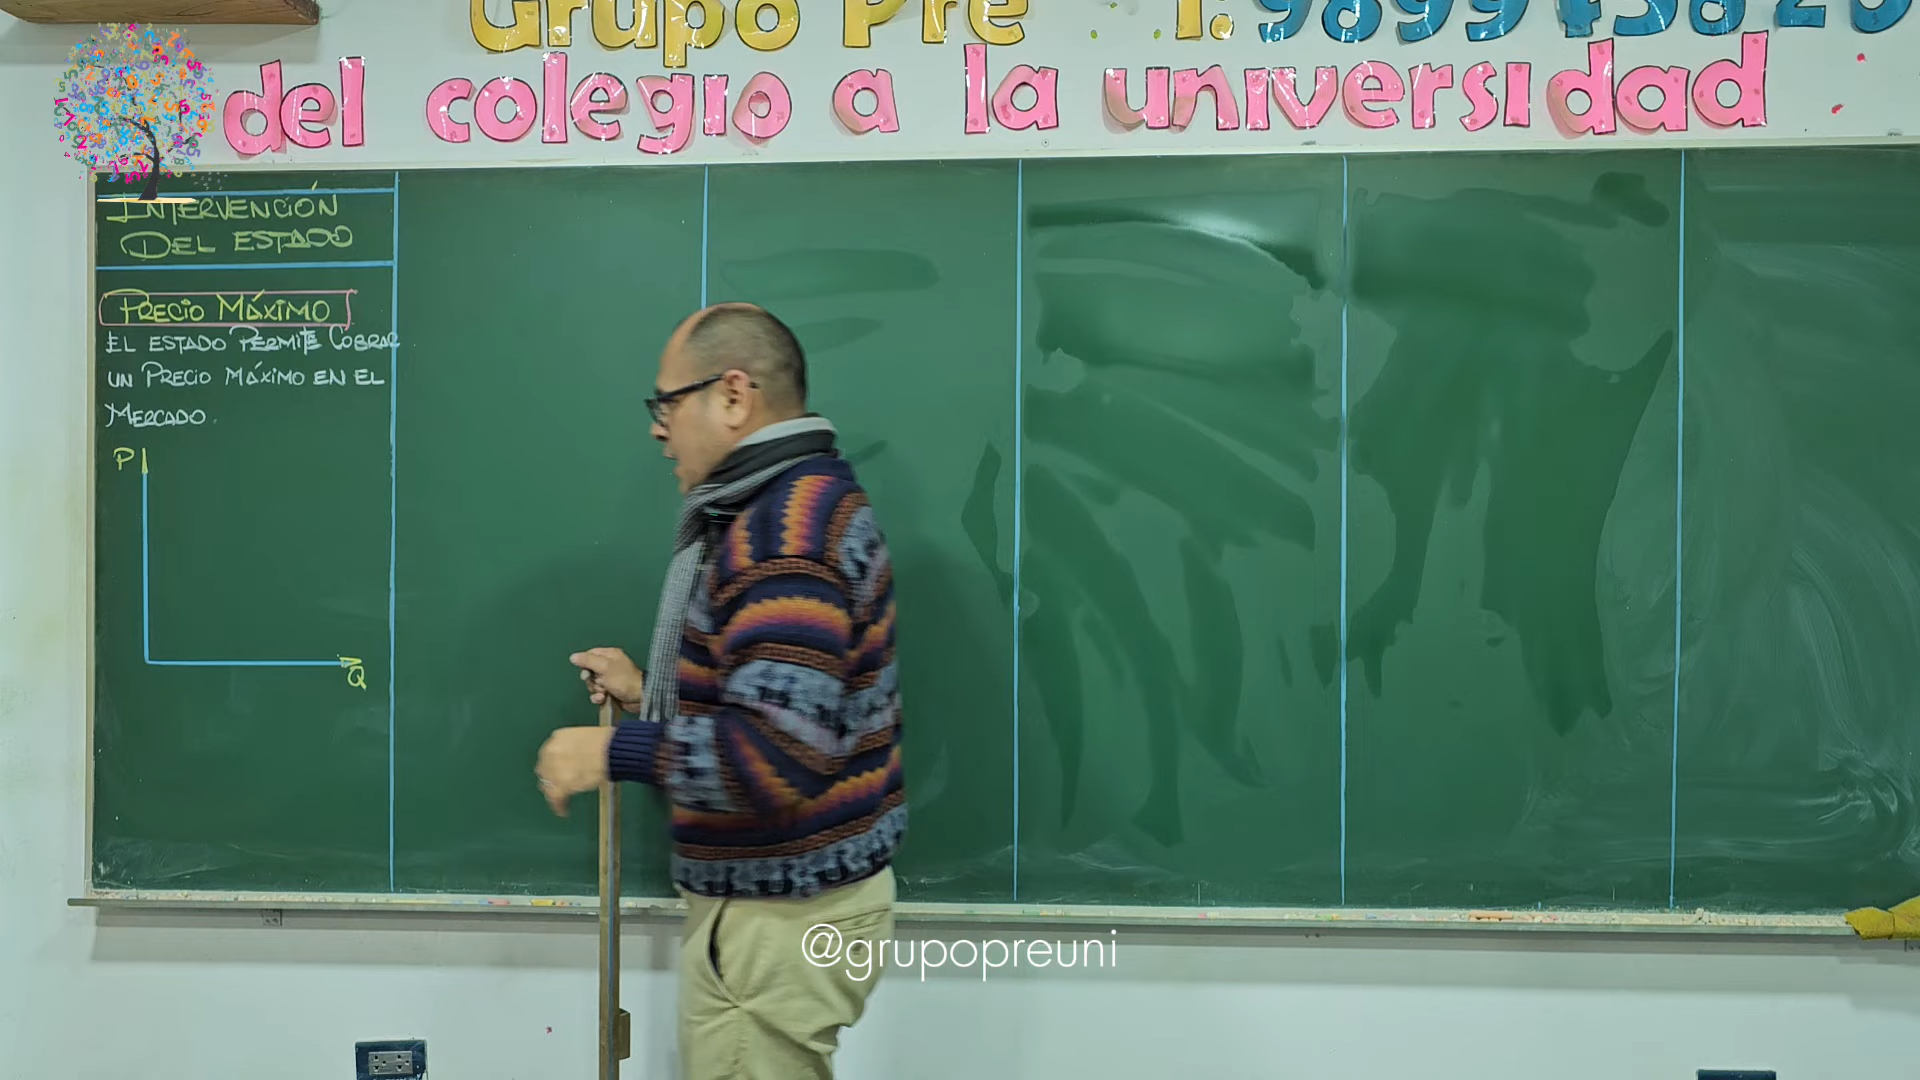 Grupo Pre
del colegio a la universidad
INTERVENCIÓN
DEL ESTADO
PRECIO MÁXIMO
EL ESTADO PERMITE COBRAR
UN PRECIO MÁXIMO EN EL
MERCADO.
P
Q
@grupopreuni